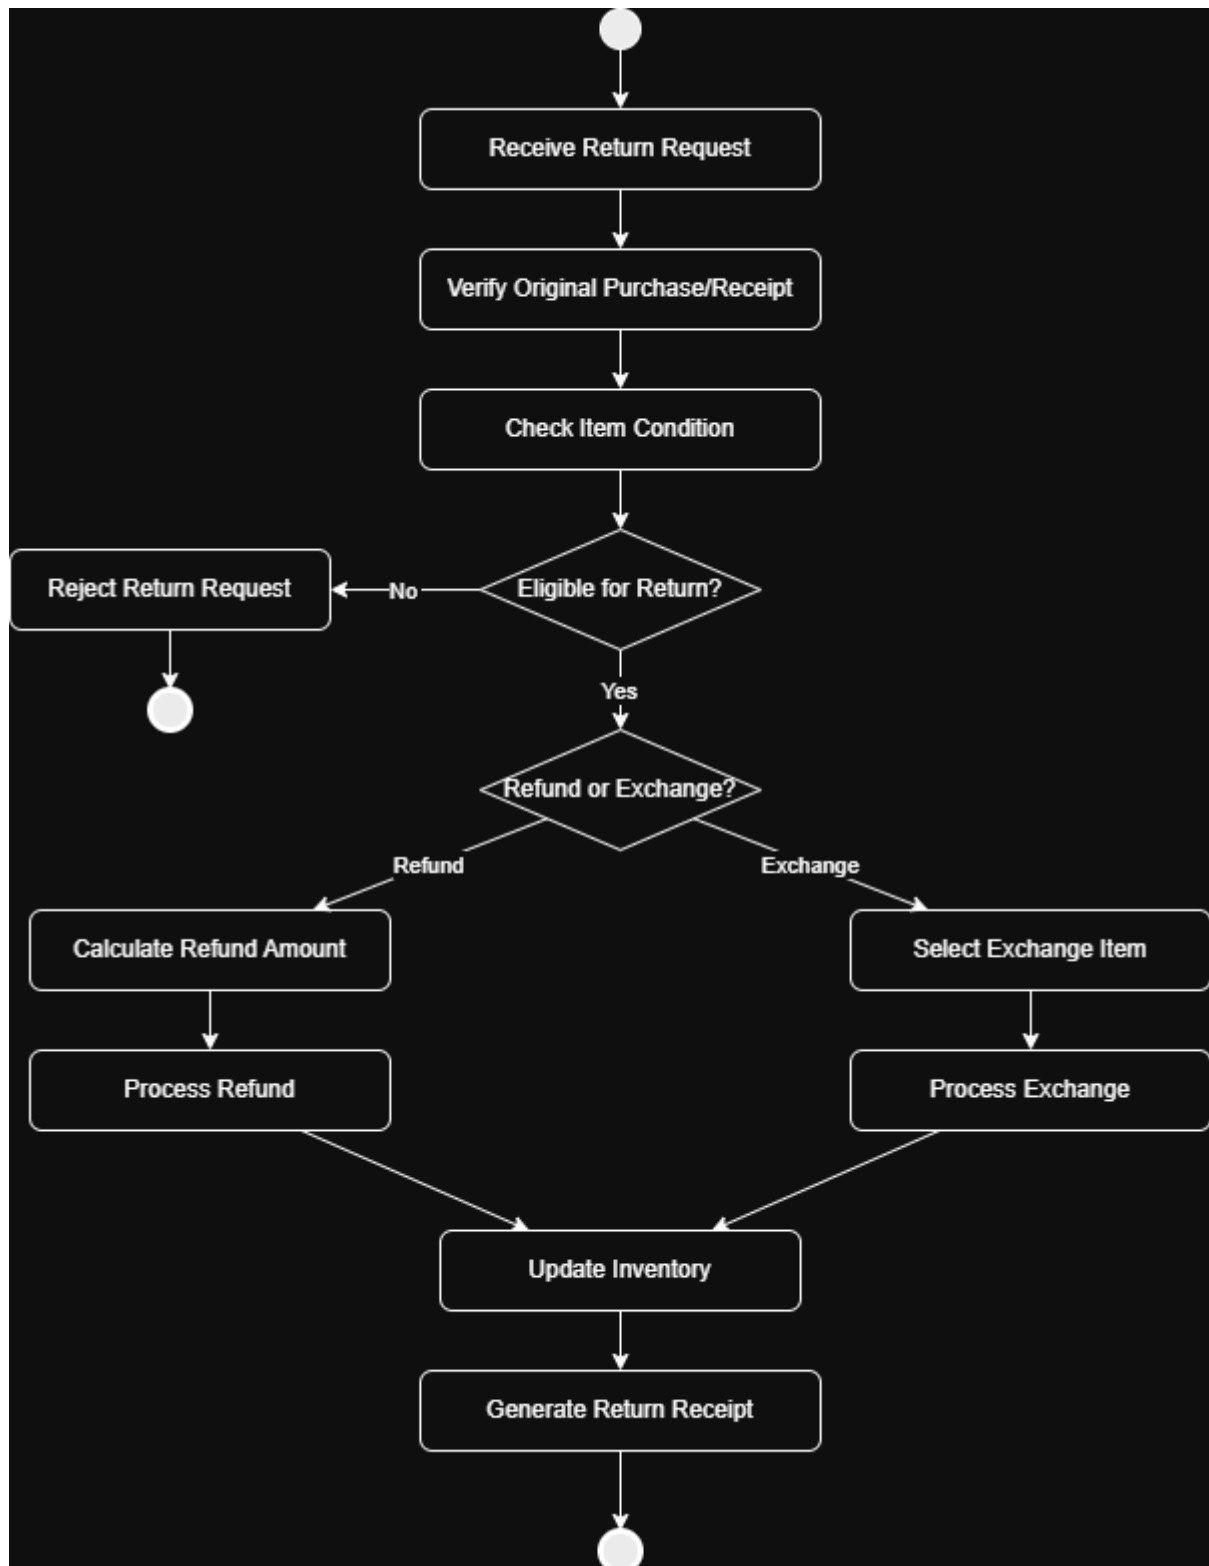 Receive Return Request
Verify Original Purchase/Receipt
Check Item Condition
Eligible for Return?
No
Reject Return Request
Yes
Refund or Exchange?
Refund
Exchange
Calculate Refund Amount
Select Exchange Item
Process Refund
Process Exchange
Update Inventory
Generate Return Receipt